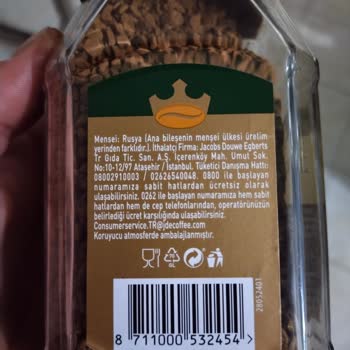 Menşei: Rusya (Ana bileşenin menşei ülkesi üretim
yerinden farklıdır.). İthalatçı Firma: Jacobs Douwe Egberts
Tr Gıda Tic. San. A.Ş. İçerenköy Mah. Umut Sok.
No:10-12/97 Ataşehir / İstanbul. Tüketici Danışma Hattı:
08002910003 / 02626540048. 0800 ile başlayan
numaramıza sabit hatlardan ücretsiz olarak
ulaşabilirsiniz. 0262 ile başlayan numaramıza hem sabit
hatlardan hem de cep telefonlarından, operatörünüzün
belirlediği ücret karşılığında ulaşabilirsiniz.
Consumerservice.TR@jdecoffee.com
Koruyucu atmosferde ambalajlanmıştır.
70
GL
28052401
8 711000 532454 >